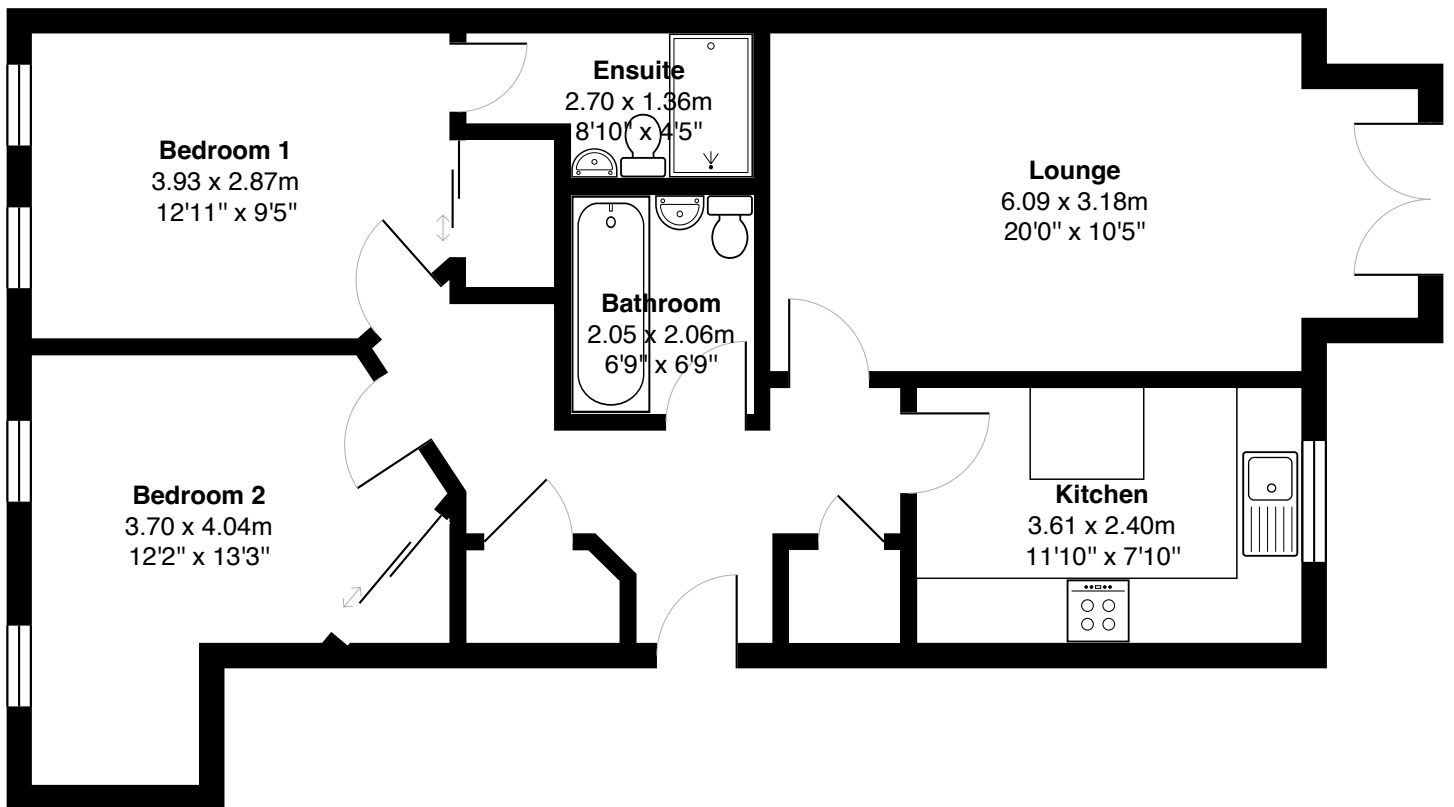 Ensuite
2.70 x 1.36m
8'10" x 4'5"
Bedroom 1
3.93 x 2.87m
12'11" x 9'5"
Lounge
6.09 x 3.18m
20'0" x 10'5"
Bathroom
2.05 x 2.06m
6'9" x 6'9"
Bedroom 2
3.70 x 4.04m
12'2" x 13'3"
Kitchen
3.61 x 2.40m
11'10" x 7'10"